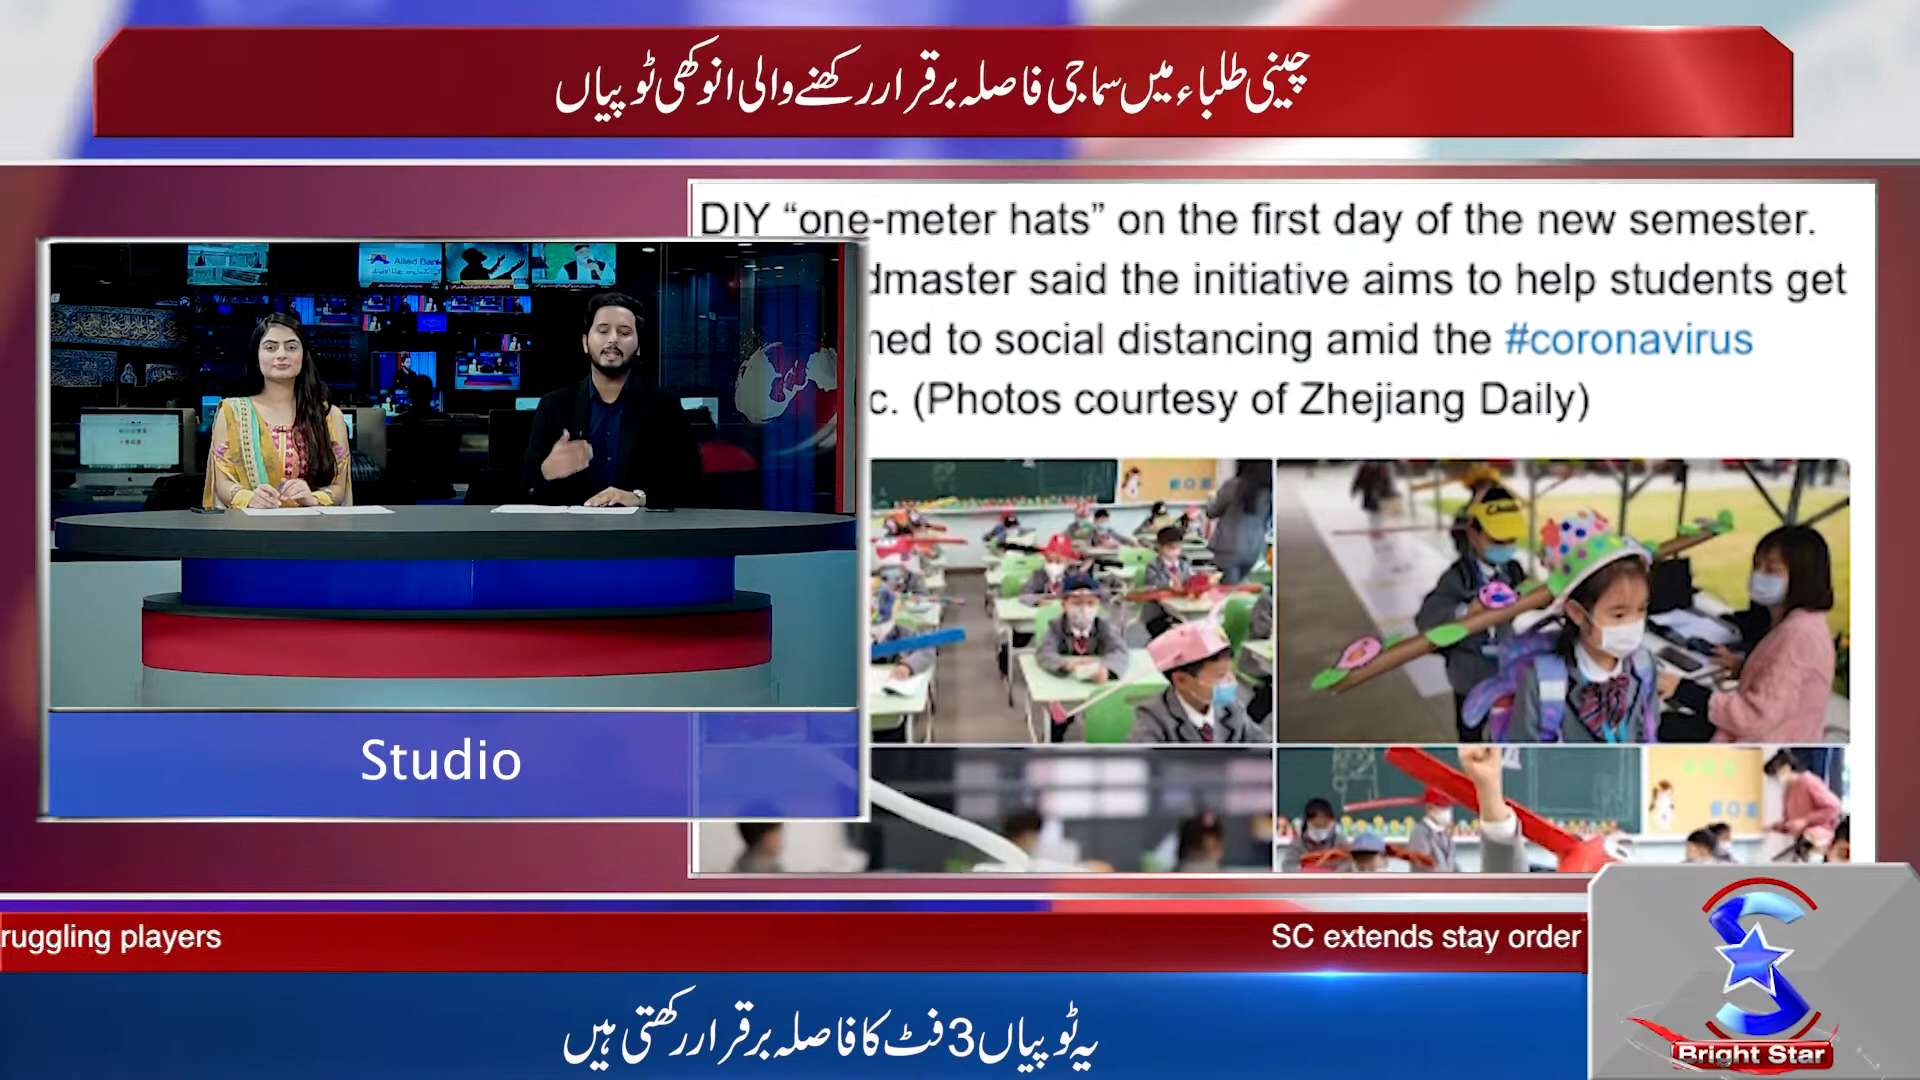 چینی طلباء میں سماجی فاصلہ برقرار رکھنے والی انوکھی ٹوپیاں
DIY “one-meter hats” on the first day of the new semester.
dmaster said the initiative aims to help students get
ned to social distancing amid the #coronavirus
c. (Photos courtesy of Zhejiang Daily)
Allied Bank
Studio
ruggling players
SC extends stay order
یہ ٹوپیاں 3 فٹ کا فاصلہ برقرار رکھتی ہیں
Bright Star